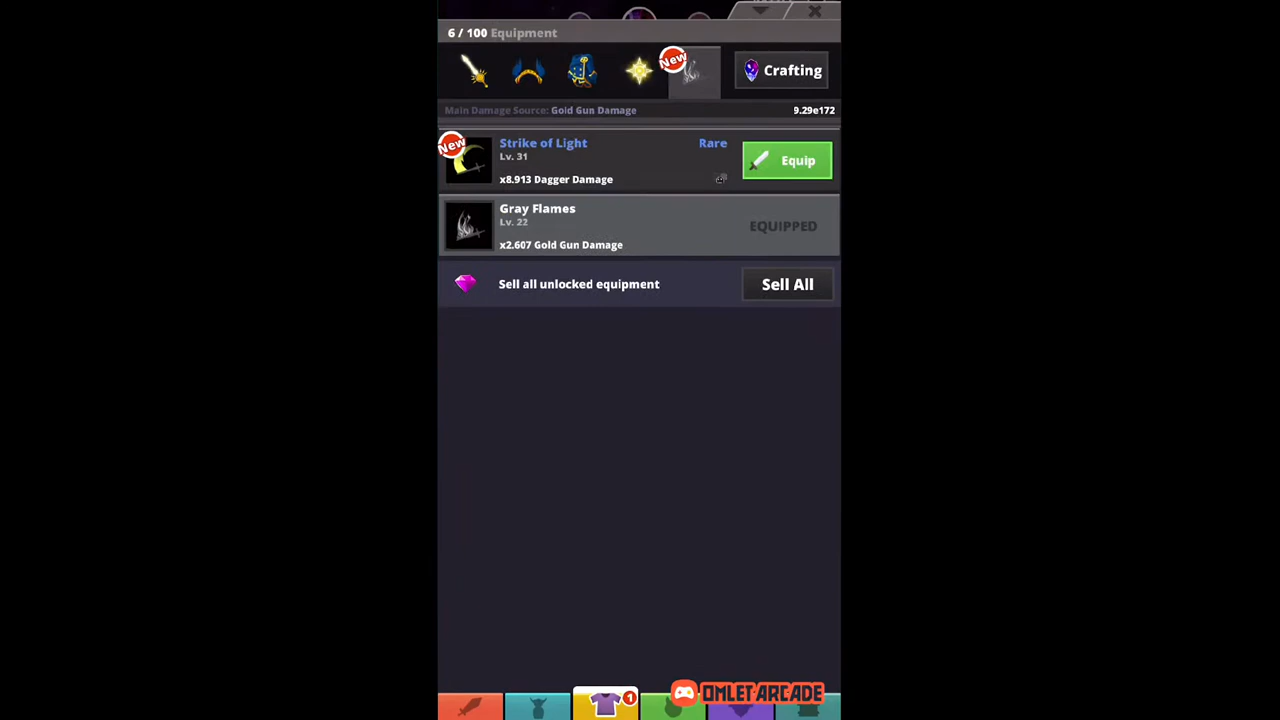 6 / 100 Equipment
New
Crafting
Main Damage Source: Gold Gun Damage 9.29e172
New
Strike of Light Rare
Lv. 31
Equip
x8.913 Dagger Damage
Gray Flames
Lv. 22
EQUIPPED
x2.607 Gold Gun Damage
Sell all unlocked equipment Sell All
1
OMLET ARCADE